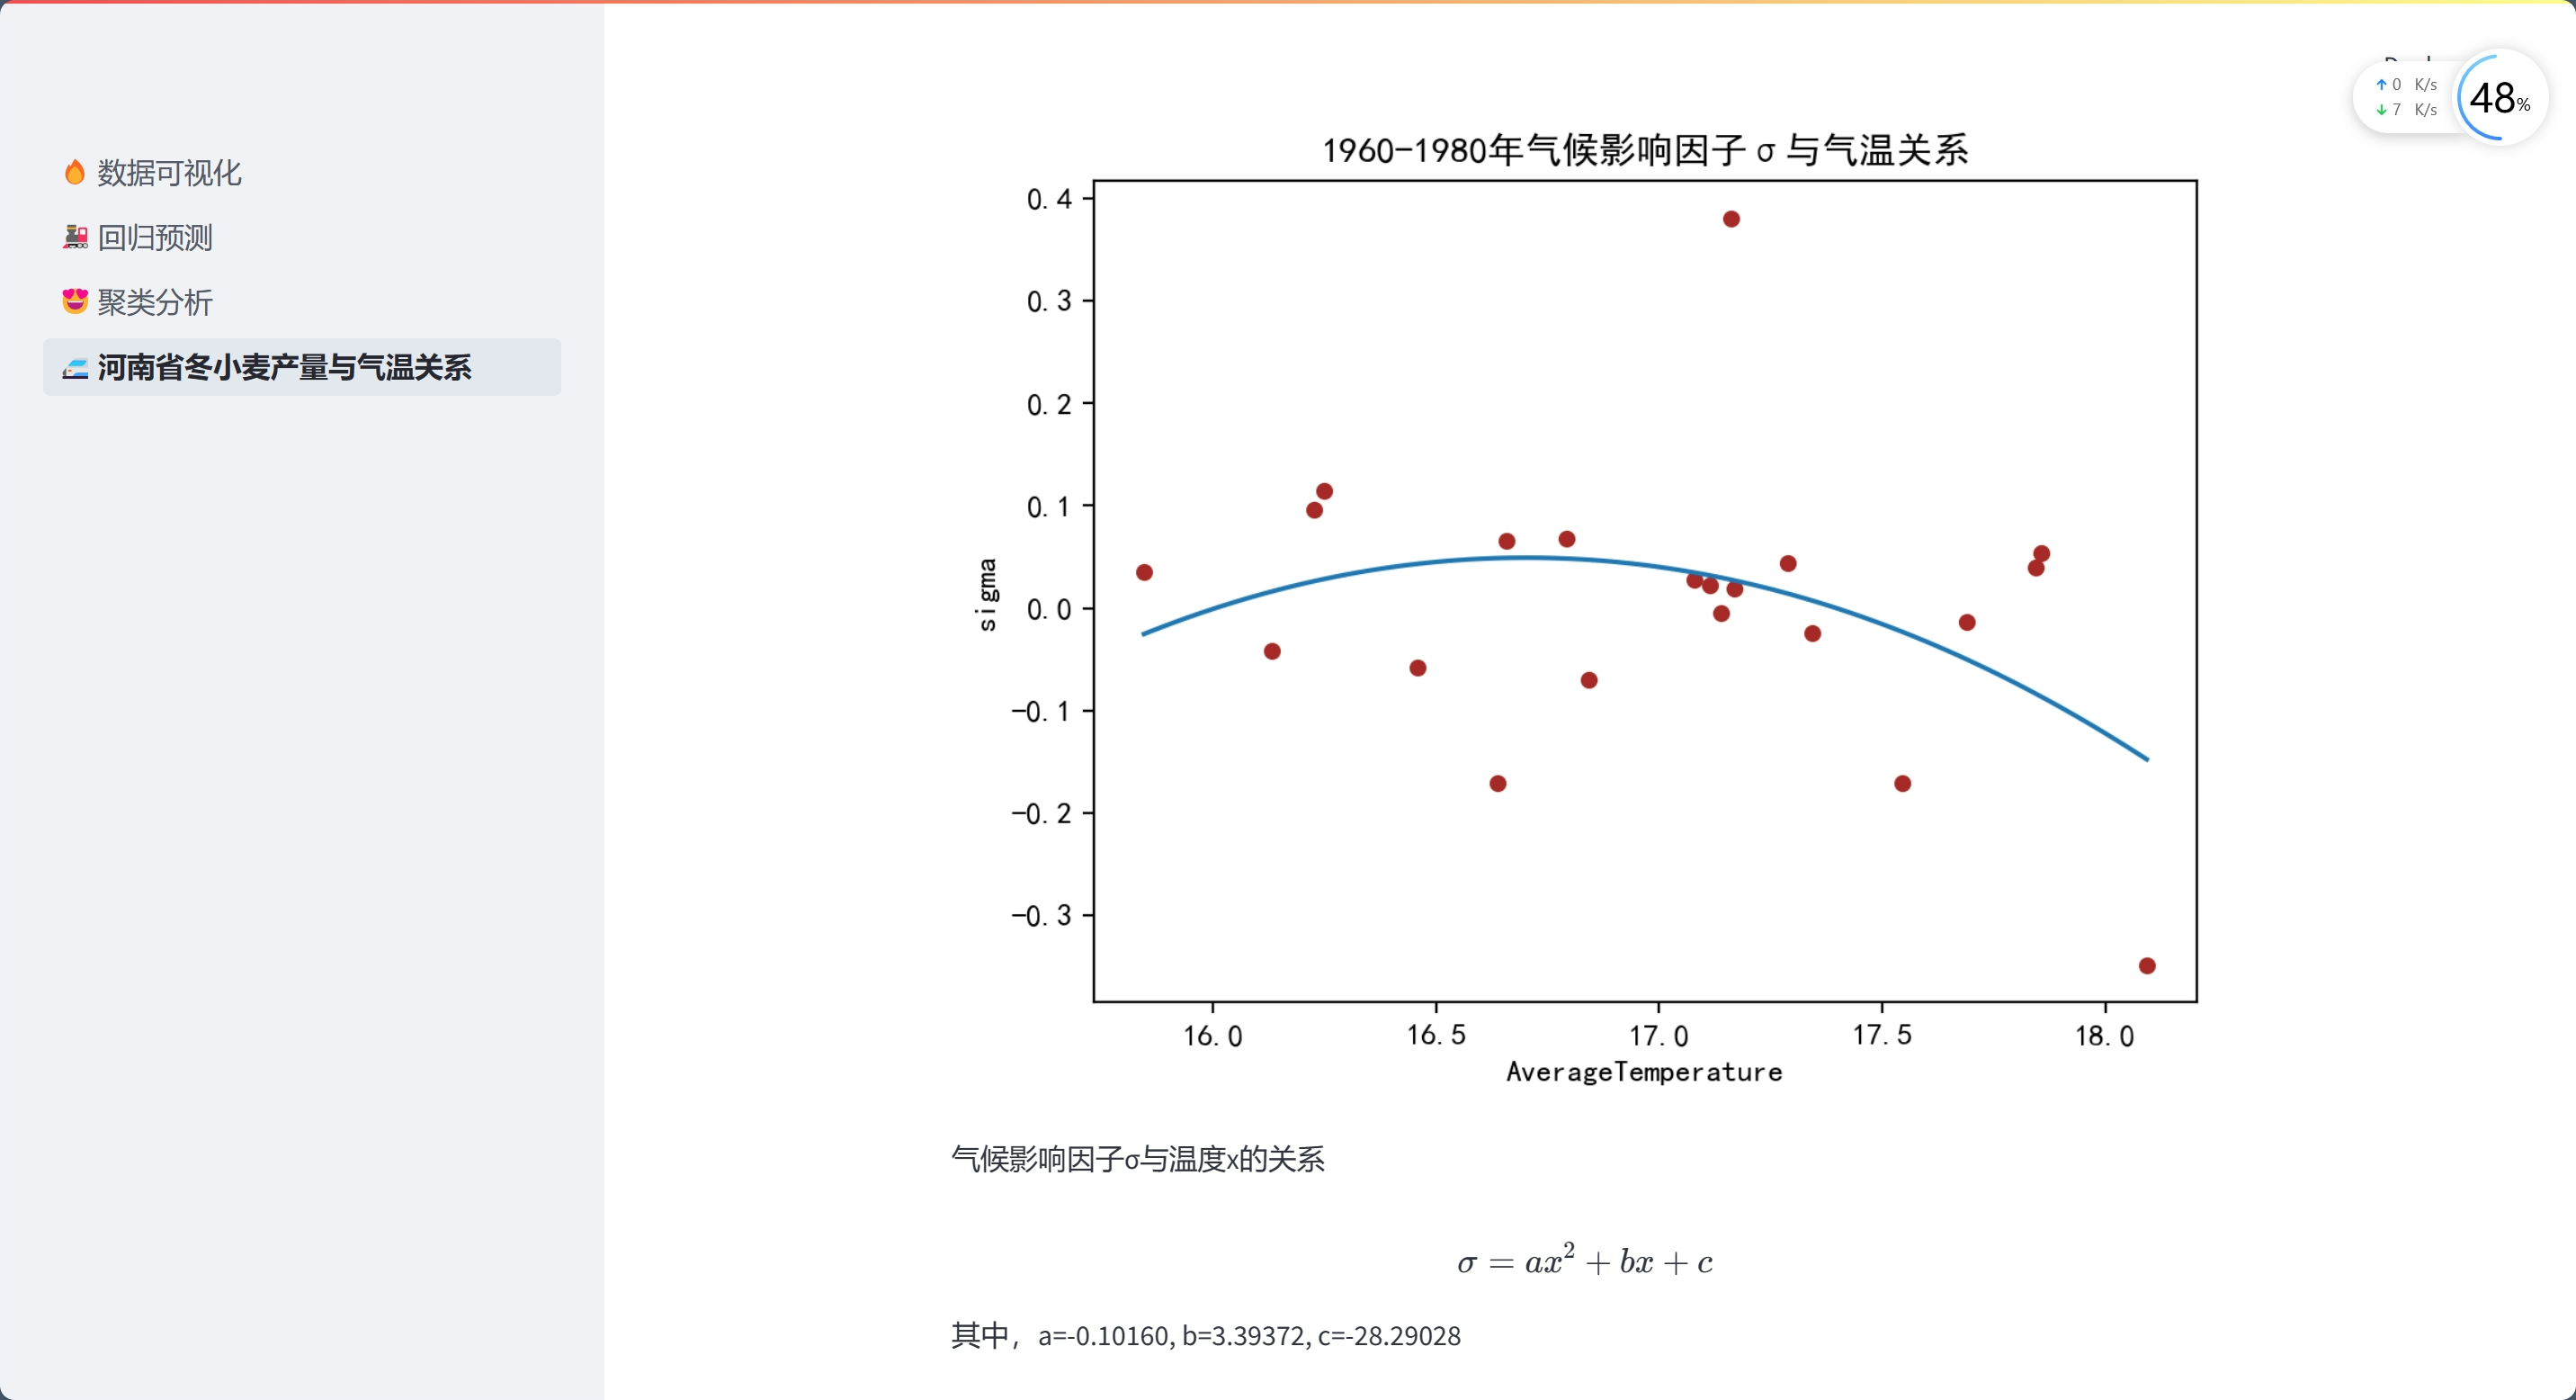 数据可视化
回归预测
聚类分析
河南省冬小麦产量与气温关系
0 K/s
7 K/s
48%
1960-1980年气候影响因子 σ 与气温关系
0.4
0.3
0.2
0.1
0.0
-0.1
-0.2
-0.3
sigma
16.0 16.5 17.0 17.5 18.0
AverageTemperature
气候影响因子σ与温度x的关系
σ = ax² + bx + c
其中，a=-0.10160, b=3.39372, c=-28.29028